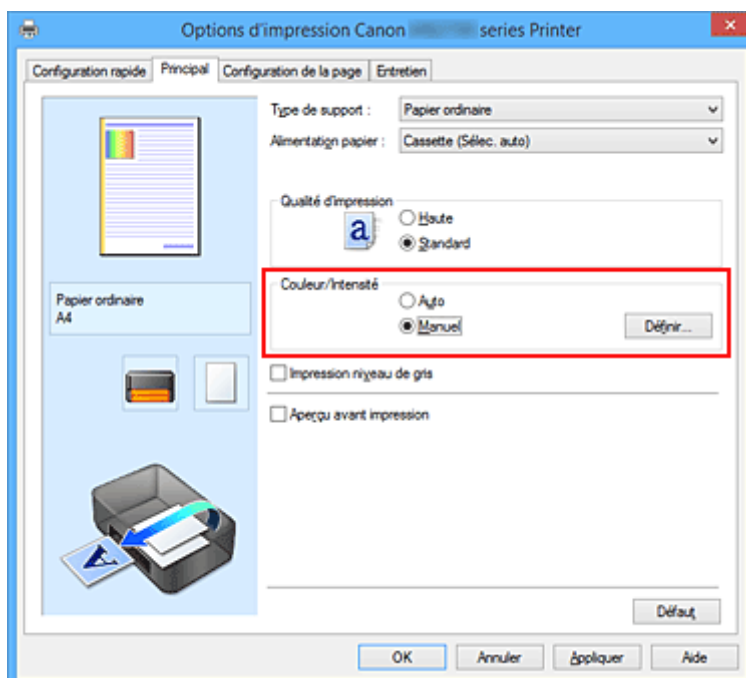 Options d'impression Canon series Printer
Configuration rapide Principal Configuration de la page Entretien
Type de support : Papier ordinaire
Alimentation papier : Cassette (Sélec. auto)
Qualité d'impression
a
Haute
Standard
Couleur/Intensité
Auto
Manuel Définir...
Papier ordinaire
A4
Impression niveau de gris
Aperçu avant impression
A
Défaut
OK Annuler Appliquer Aide